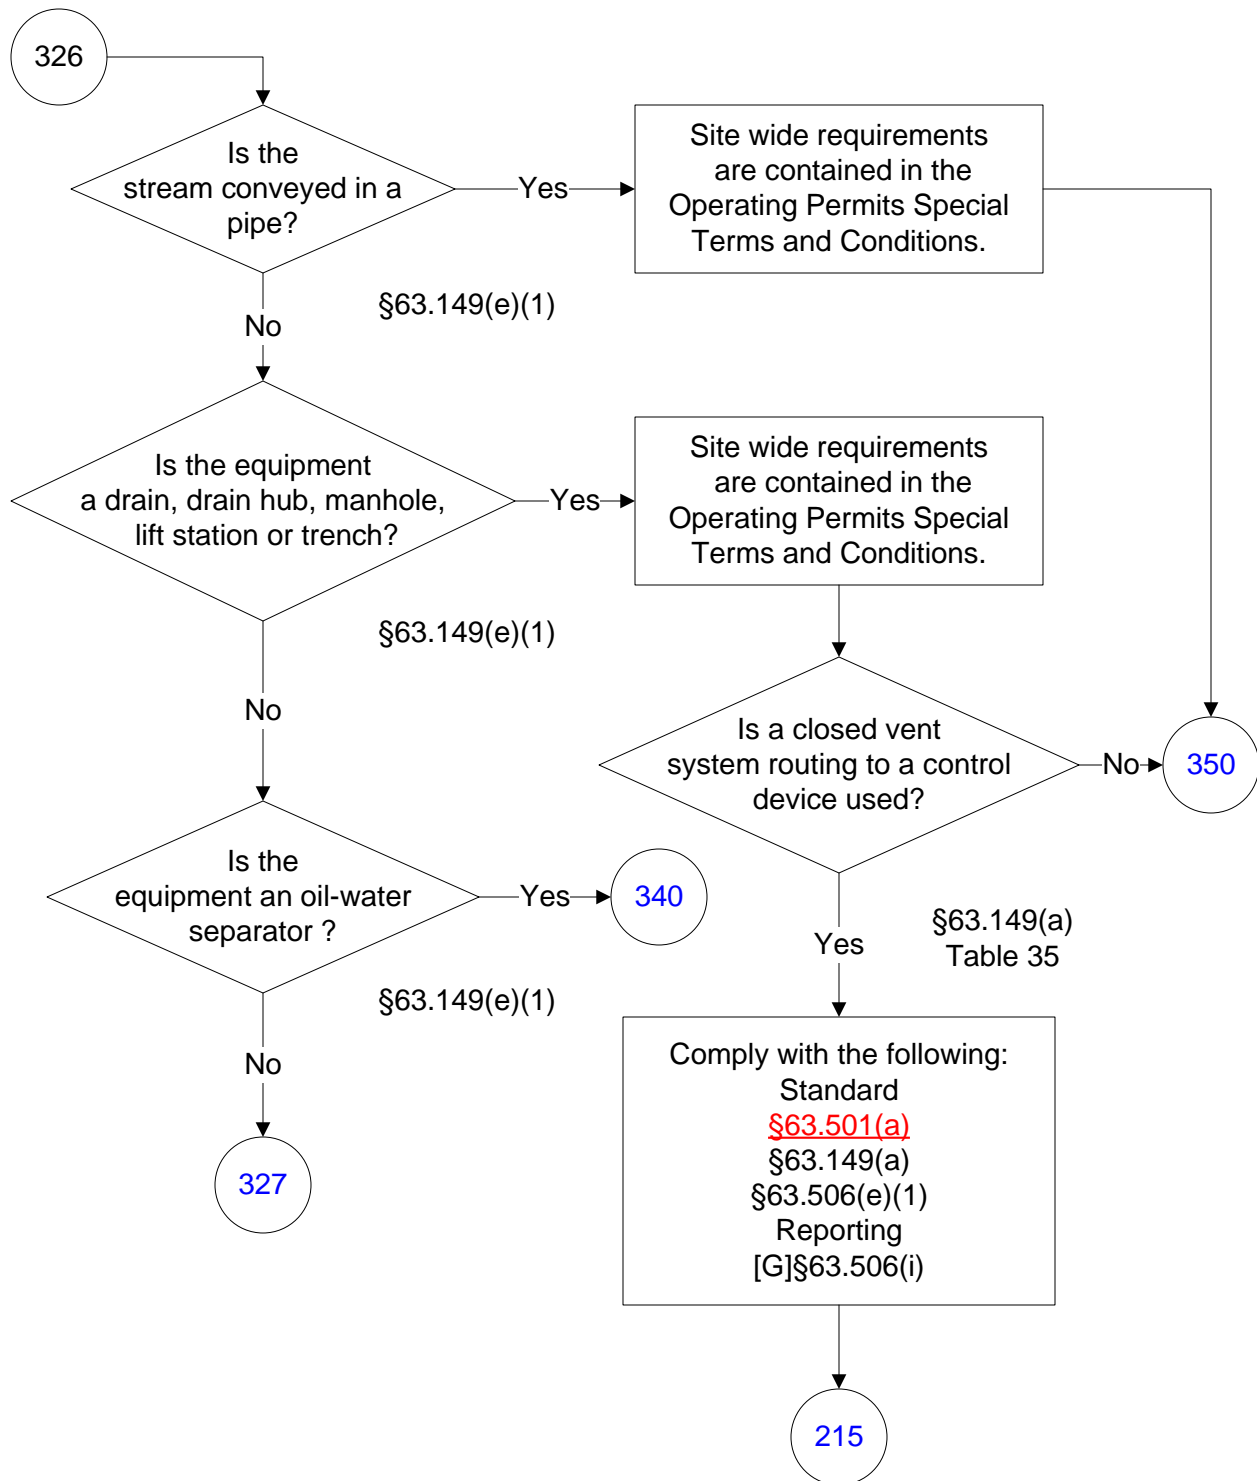 326
Is the
stream conveyed in a
pipe?
Yes
Site wide requirements
are contained in the
Operating Permits Special
Terms and Conditions.
§63.149(e)(1)
No
Is the equipment
a drain, drain hub, manhole,
lift station or trench?
Yes
Site wide requirements
are contained in the
Operating Permits Special
Terms and Conditions.
§63.149(e)(1)
No
Is a closed vent
system routing to a control
device used?
No
350
Is the
equipment an oil-water
separator ?
Yes
340
§63.149(a)
Table 35
Yes
§63.149(e)(1)
No
327
Comply with the following:
Standard
§63.501(a)
§63.149(a)
§63.506(e)(1)
Reporting
[G]§63.506(i)
215